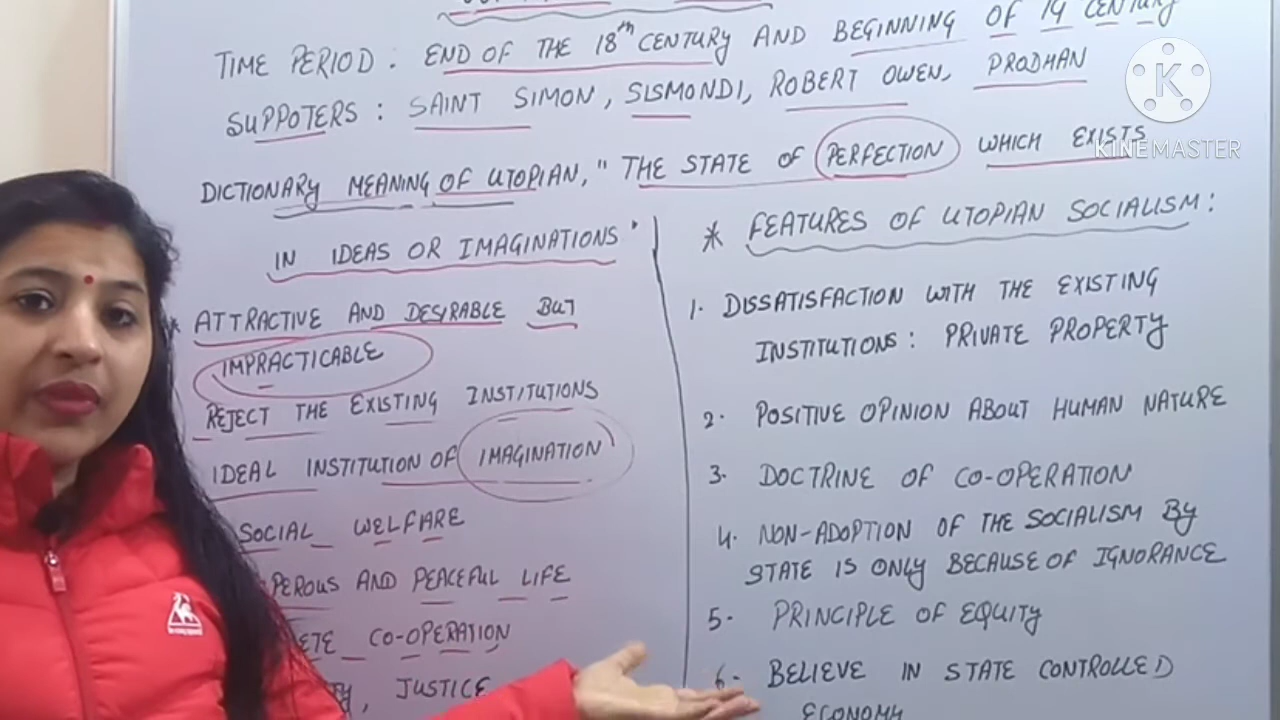 TIME PERIOD : END OF THE 18th CENTURY AND BEGINNING OF 19 CENTURY
SUPPOTERS : SAINT SIMON, SISMONDI, ROBERT OWEN, PRODHAN
DICTIONARY MEANING OF UTOPIAN, " THE STATE OF PERFECTION WHICH EXISTS
IN IDEAS OR IMAGINATIONS "
* ATTRACTIVE AND DESIRABLE BUT
IMPRACTICABLE
REJECT THE EXISTING INSTITUTIONS
IDEAL INSTITUTION OF IMAGINATION
SOCIAL WELFARE
PEROUS AND PEACEFUL LIFE
ETE CO-OPERATION
TY, JUSTICE
* FEATURES OF UTOPIAN SOCIALISM :
1. DISSATISFACTION WITH THE EXISTING
INSTITUTIONS : PRIVATE PROPERTY
2. POSITIVE OPINION ABOUT HUMAN NATURE
3. DOCTRINE OF CO-OPERATION
4. NON-ADOPTION OF THE SOCIALISM BY
STATE IS ONLY BECAUSE OF IGNORANCE
5. PRINCIPLE OF EQUITY
6. BELIEVE IN STATE CONTROLLED
ECONOMY
K
KINEMASTER